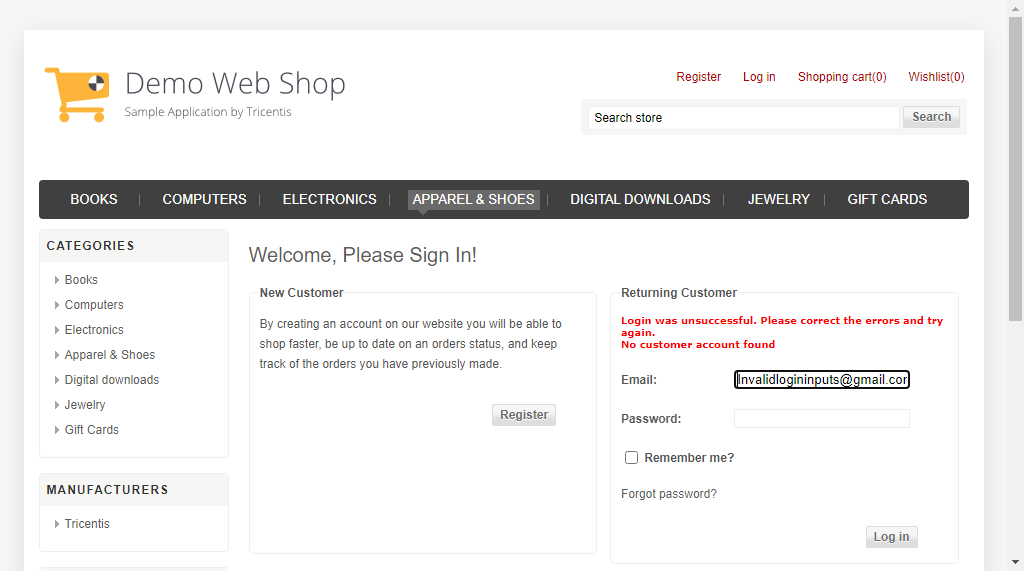 Demo Web Shop
Sample Application by Tricentis
Register Log in Shopping cart(0) Wishlist(0)
Search store Search
BOOKS COMPUTERS ELECTRONICS APPAREL & SHOES DIGITAL DOWNLOADS JEWELRY GIFT CARDS
CATEGORIES
Books
Computers
Electronics
Apparel & Shoes
Digital downloads
Jewelry
Gift Cards
MANUFACTURERS
Tricentis
Welcome, Please Sign In!
New Customer
By creating an account on our website you will be able to
shop faster, be up to date on an orders status, and keep
track of the orders you have previously made.
Register
Returning Customer
Login was unsuccessful. Please correct the errors and try
again.
No customer account found
Email: Invalidlogininputs@gmail.cor
Password:
Remember me?
Forgot password?
Log in